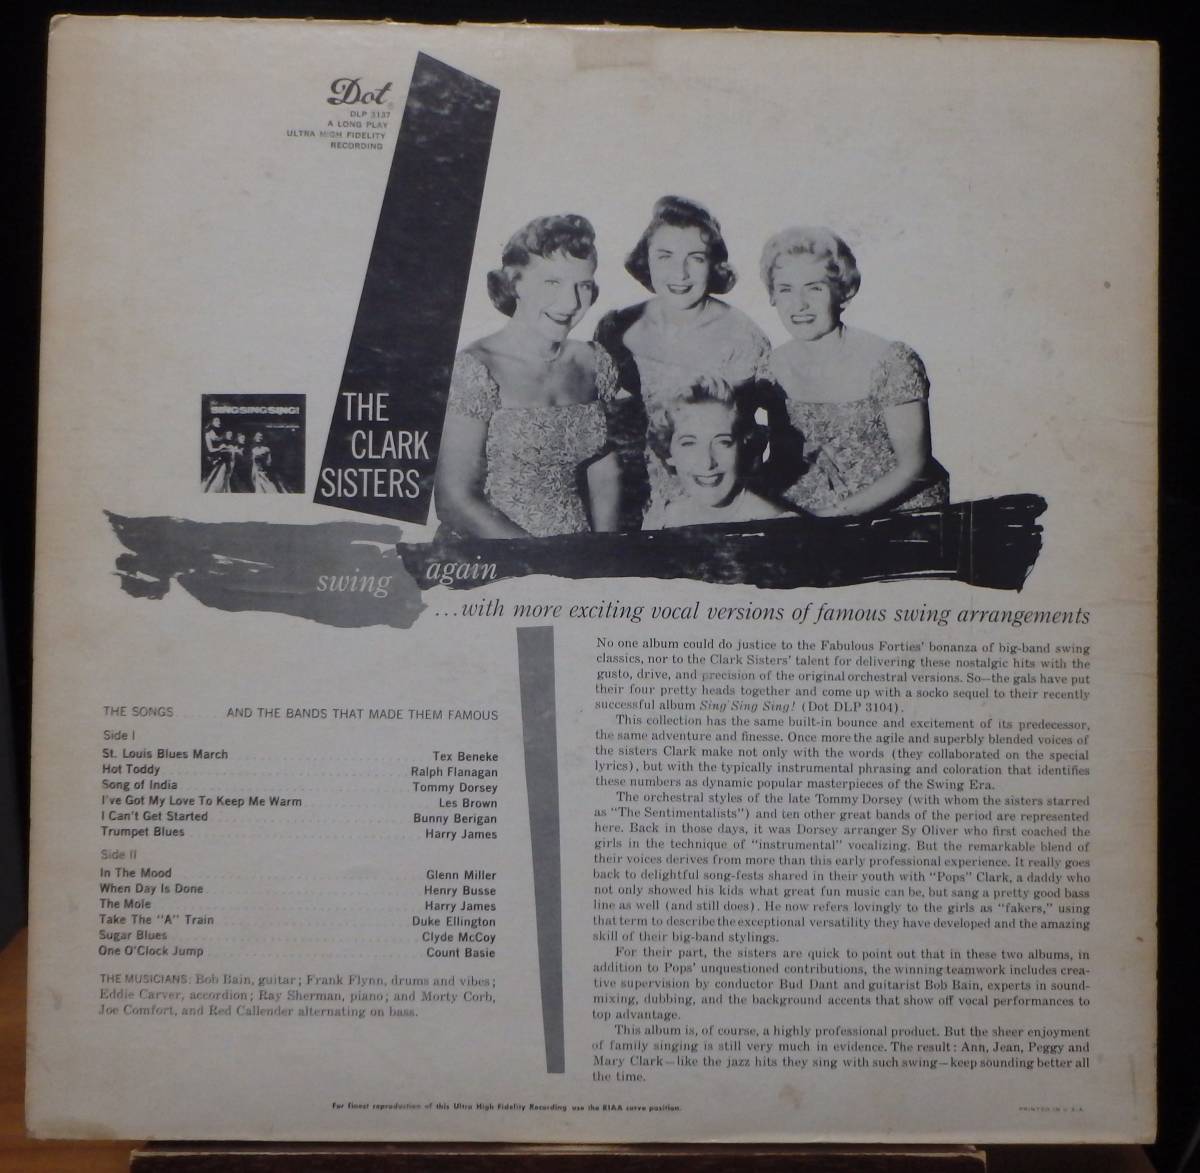 Dot
DLP 3137
A LONG PLAY
ULTRA HIGH FIDELITY
RECORDING
SING SING SING!
THE
CLARK
SISTERS
swing again
...with more exciting vocal versions of famous swing arrangements
THE SONGS ...... AND THE BANDS THAT MADE THEM FAMOUS
Side I
St. Louis Blues March Tex Beneke
Hot Toddy Ralph Flanagan
Song of India Tommy Dorsey
I've Got My Love To Keep Me Warm Les Brown
I Can't Get Started Bunny Berigan
Trumpet Blues Harry James
Side II
In The Mood Glenn Miller
When Day Is Done Henry Busse
The Mole Harry James
Take The "A" Train Duke Ellington
Sugar Blues Clyde McCoy
One O'Clock Jump Count Basie
THE MUSICIANS: Bob Bain, guitar; Frank Flynn, drums and vibes;
Eddie Carver, accordion; Ray Sherman, piano; and Morty Corb,
Joe Comfort, and Red Callender alternating on bass.
No one album could do justice to the Fabulous Forties' bonanza of big-band swing
classics, nor to the Clark Sisters' talent for delivering these nostalgic hits with the
gusto, drive, and precision of the original orchestral versions. So—the gals have put
their four pretty heads together and come up with a socko sequel to their recently
successful album Sing Sing Sing! (Dot DLP 3104).
This collection has the same built-in bounce and excitement of its predecessor,
the same adventure and finesse. Once more the agile and superbly blended voices of
the sisters Clark make not only with the words (they collaborated on the special
lyrics), but with the typically instrumental phrasing and coloration that identifies
these numbers as dynamic popular masterpieces of the Swing Era.
The orchestral styles of the late Tommy Dorsey (with whom the sisters starred
as "The Sentimentalists") and ten other great bands of the period are represented
here. Back in those days, it was Dorsey arranger Sy Oliver who first coached the
girls in the technique of "instrumental" vocalizing. But the remarkable blend of
their voices derives from more than this early professional experience. It really goes
back to delightful song-fests shared in their youth with "Pops" Clark, a daddy who
not only showed his kids what great fun music can be, but sang a pretty good bass
line as well (and still does). He now refers lovingly to the girls as "fakers," using
that term to describe the exceptional versatility they have developed and the amazing
skill of their big-band stylings.
For their part, the sisters are quick to point out that in these two albums, in
addition to Pops' unquestioned contributions, the winning teamwork includes crea-
tive supervision by conductor Bud Dant and guitarist Bob Bain, experts in sound-
mixing, dubbing, and the background accents that show off vocal performances to
top advantage.
This album is, of course, a highly professional product. But the sheer enjoyment
of family singing is still very much in evidence. The result: Ann, Jean, Peggy and
Mary Clark—like the jazz hits they sing with such swing—keep sounding better all
the time.
For finest reproduction of this Ultra High Fidelity Recording use the RIAA curve position.
PRINTED IN U.S.A.